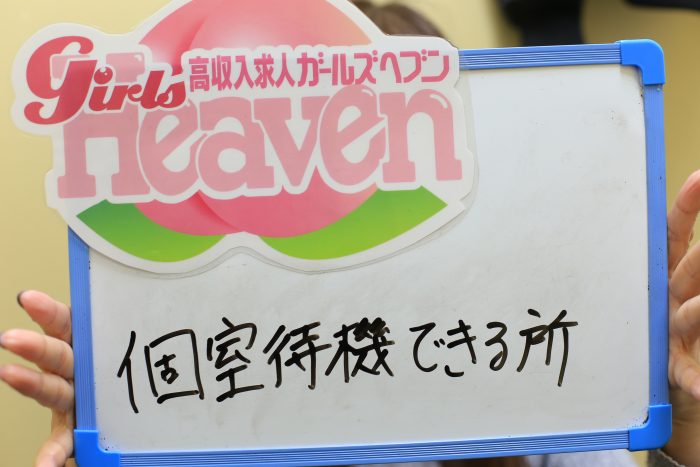 Girls
高収入求人ガールズヘブン
Heaven
個室待機できる所